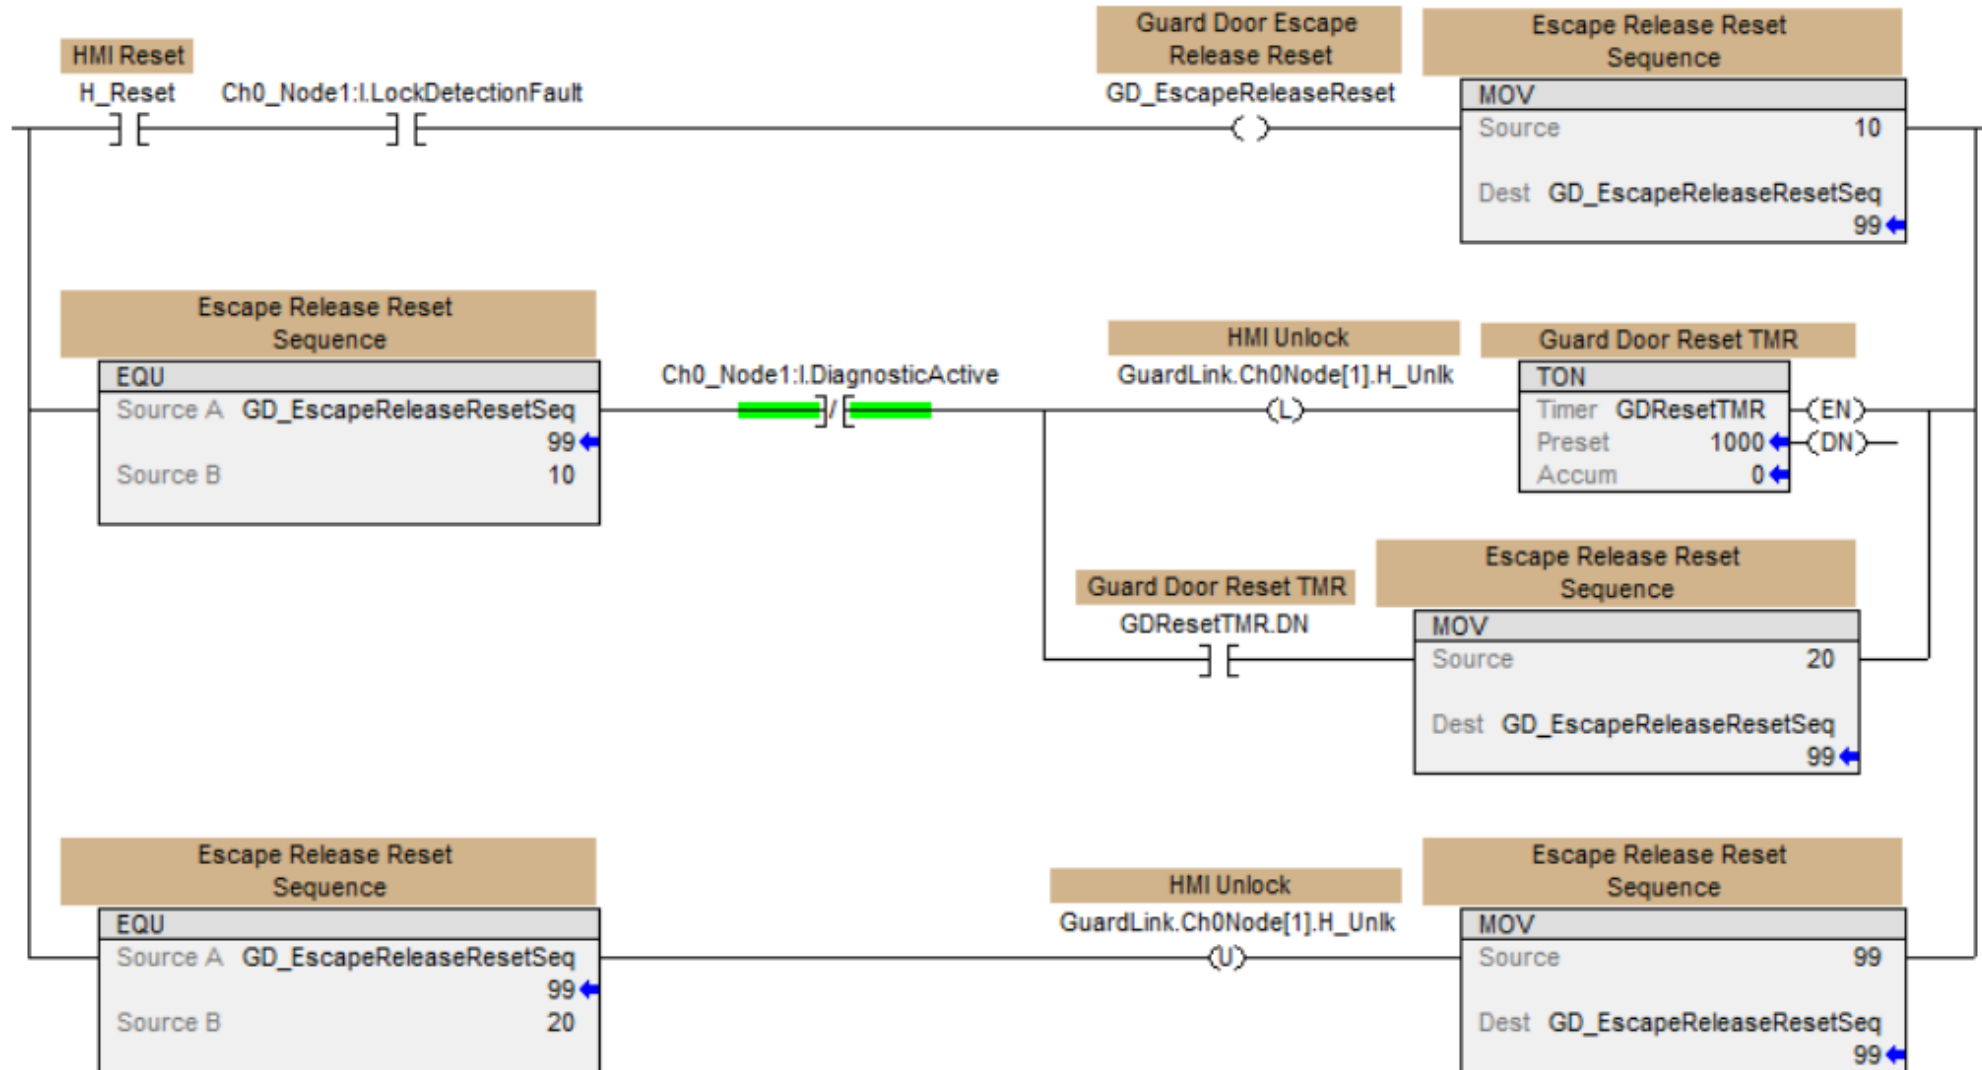 HMI Reset
H_Reset
Ch0_Node1:I.LockDetectionFault
Guard Door Escape
Release Reset
GD_EscapeReleaseReset
Escape Release Reset
Sequence
MOV
Source 10
Dest GD_EscapeReleaseResetSeq
99
Escape Release Reset
Sequence
EQU
Source A GD_EscapeReleaseResetSeq
99
Source B 10
Ch0_Node1:I.DiagnosticActive
HMI Unlock
GuardLink.Ch0Node[1].H_Unlk
L
Guard Door Reset TMR
TON
Timer GDResetTMR
Preset 1000
Accum 0
EN
DN
Guard Door Reset TMR
GDResetTMR.DN
Escape Release Reset
Sequence
MOV
Source 20
Dest GD_EscapeReleaseResetSeq
99
Escape Release Reset
Sequence
EQU
Source A GD_EscapeReleaseResetSeq
99
Source B 20
HMI Unlock
GuardLink.Ch0Node[1].H_Unlk
U
Escape Release Reset
Sequence
MOV
Source 99
Dest GD_EscapeReleaseResetSeq
99